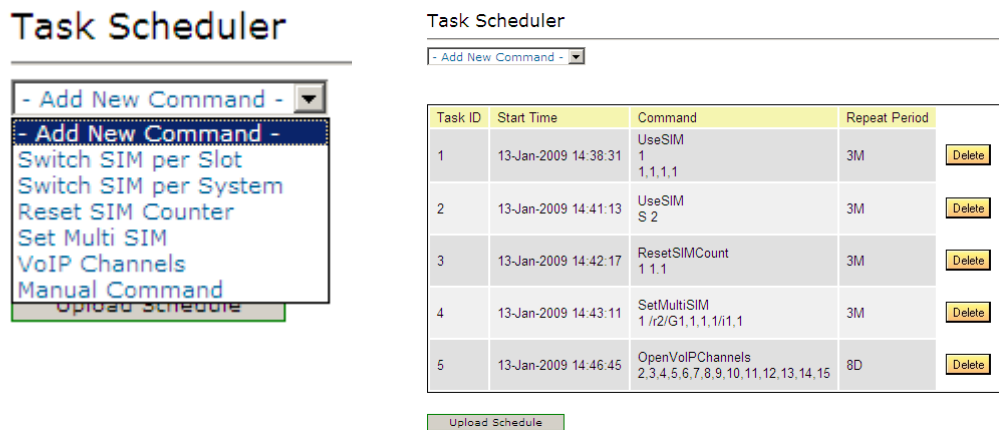 Task Scheduler
- Add New Command -
- Add New Command -
Switch SIM per Slot
Switch SIM per System
Reset SIM Counter
Set Multi SIM
VoIP Channels
Manual Command
Upload Schedule
Task Scheduler
- Add New Command -
Task ID Start Time Command Repeat Period
1 13-Jan-2009 14:38:31 UseSIM
1
1,1,1,1 3M Delete
2 13-Jan-2009 14:41:13 UseSIM
S 2 3M Delete
3 13-Jan-2009 14:42:17 ResetSIMCount
1 1.1 3M Delete
4 13-Jan-2009 14:43:11 SetMultiSIM
1 /r2/G1,1,1,1/i1,1 3M Delete
5 13-Jan-2009 14:46:45 OpenVoIPChannels
2,3,4,5,6,7,8,9,10,11,12,13,14,15 8D Delete
Upload Schedule